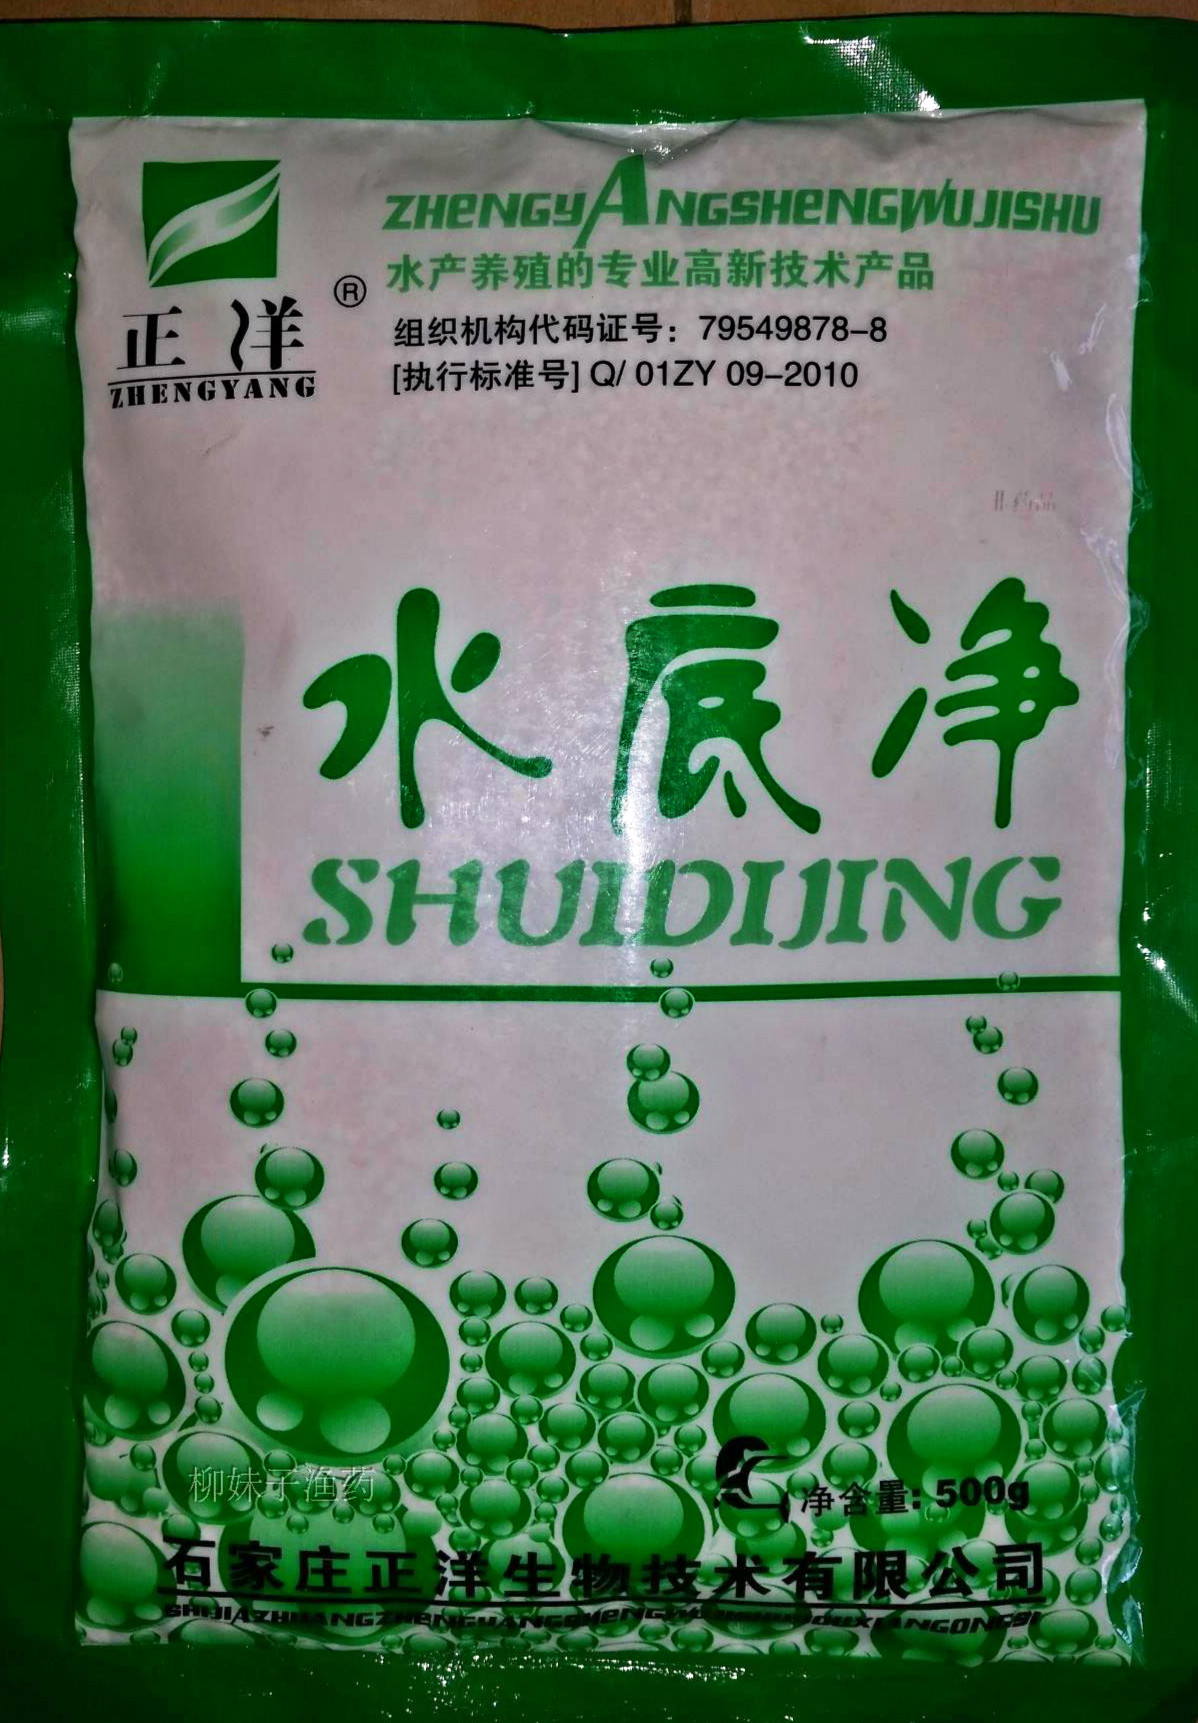 ZHENGYANGSHENGWUJISHU
水产养殖的专业高新技术产品
正洋
®
ZHENGYANG
组织机构代码证号：79549878-8
[执行标准号] Q/ 01ZY 09-2010
非药品
水底净
SHUIDIJING
柳妹子渔药
净含量: 500g
石家庄正洋生物技术有限公司